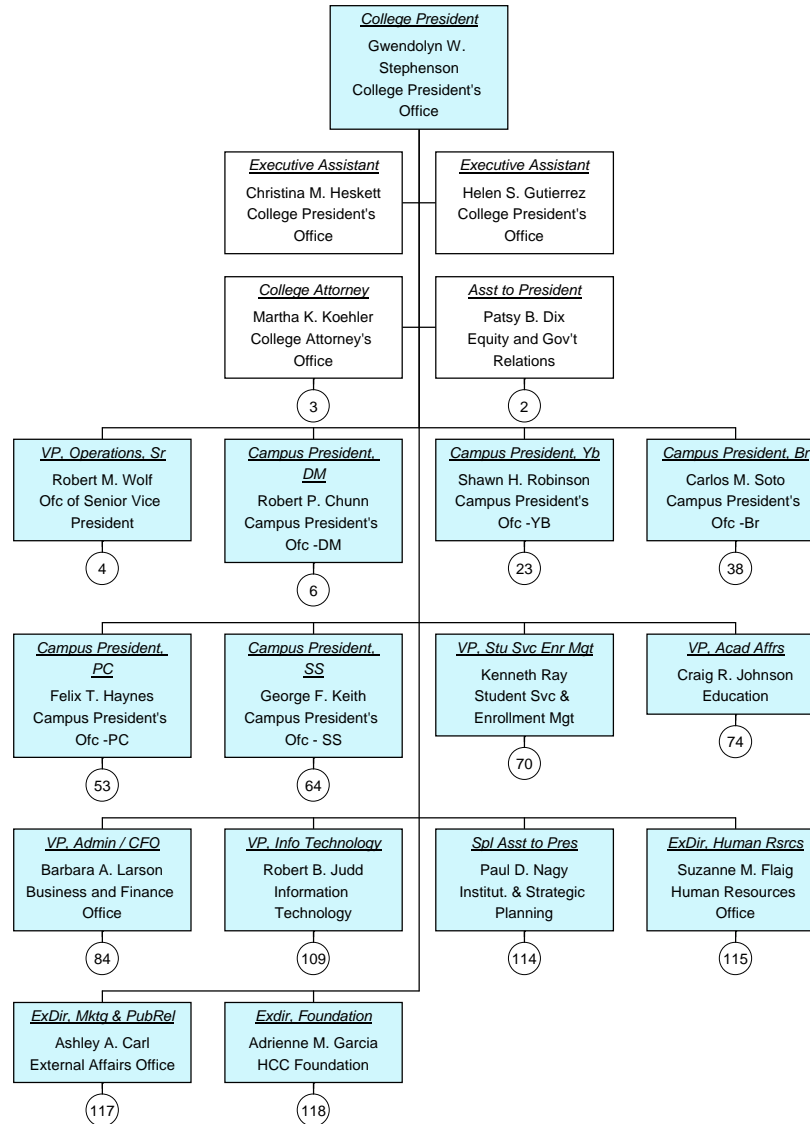 College President
Gwendolyn W.
Stephenson
College President's
Office
Executive Assistant
Christina M. Heskett
College President's
Office
Executive Assistant
Helen S. Gutierrez
College President's
Office
College Attorney
Martha K. Koehler
College Attorney's
Office
3
Asst to President
Patsy B. Dix
Equity and Gov't
Relations
2
VP, Operations, Sr
Robert M. Wolf
Ofc of Senior Vice
President
4
Campus President,
DM
Robert P. Chunn
Campus President's
Ofc -DM
6
Campus President, Yb
Shawn H. Robinson
Campus President's
Ofc -YB
23
Campus President, Br
Carlos M. Soto
Campus President's
Ofc -Br
38
Campus President,
PC
Felix T. Haynes
Campus President's
Ofc -PC
53
Campus President,
SS
George F. Keith
Campus President's
Ofc - SS
64
VP, Stu Svc Enr Mgt
Kenneth Ray
Student Svc &
Enrollment Mgt
70
VP, Acad Affrs
Craig R. Johnson
Education
74
VP, Admin / CFO
Barbara A. Larson
Business and Finance
Office
84
VP, Info Technology
Robert B. Judd
Information
Technology
109
Spl Asst to Pres
Paul D. Nagy
Institut. & Strategic
Planning
114
ExDir, Human Rsrcs
Suzanne M. Flaig
Human Resources
Office
115
ExDir, Mktg & PubRel
Ashley A. Carl
External Affairs Office
117
Exdir, Foundation
Adrienne M. Garcia
HCC Foundation
118